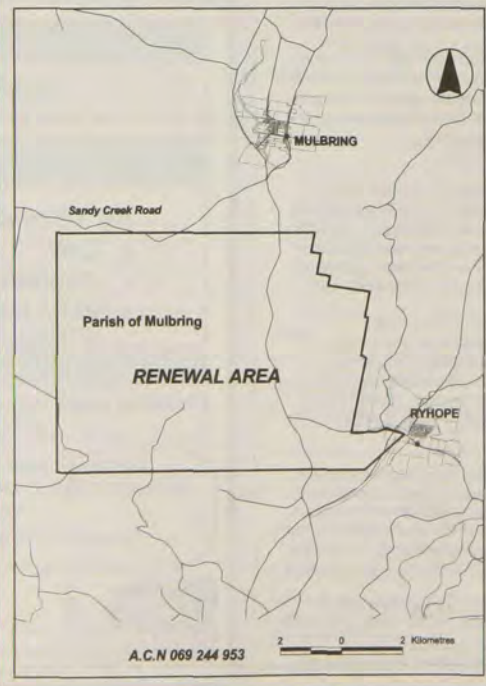 MULBRING
Sandy Creek Road
Parish of Mulbring
RENEWAL AREA
RYHOPE
2 0 2 Kilometres
A.C.N 069 244 953